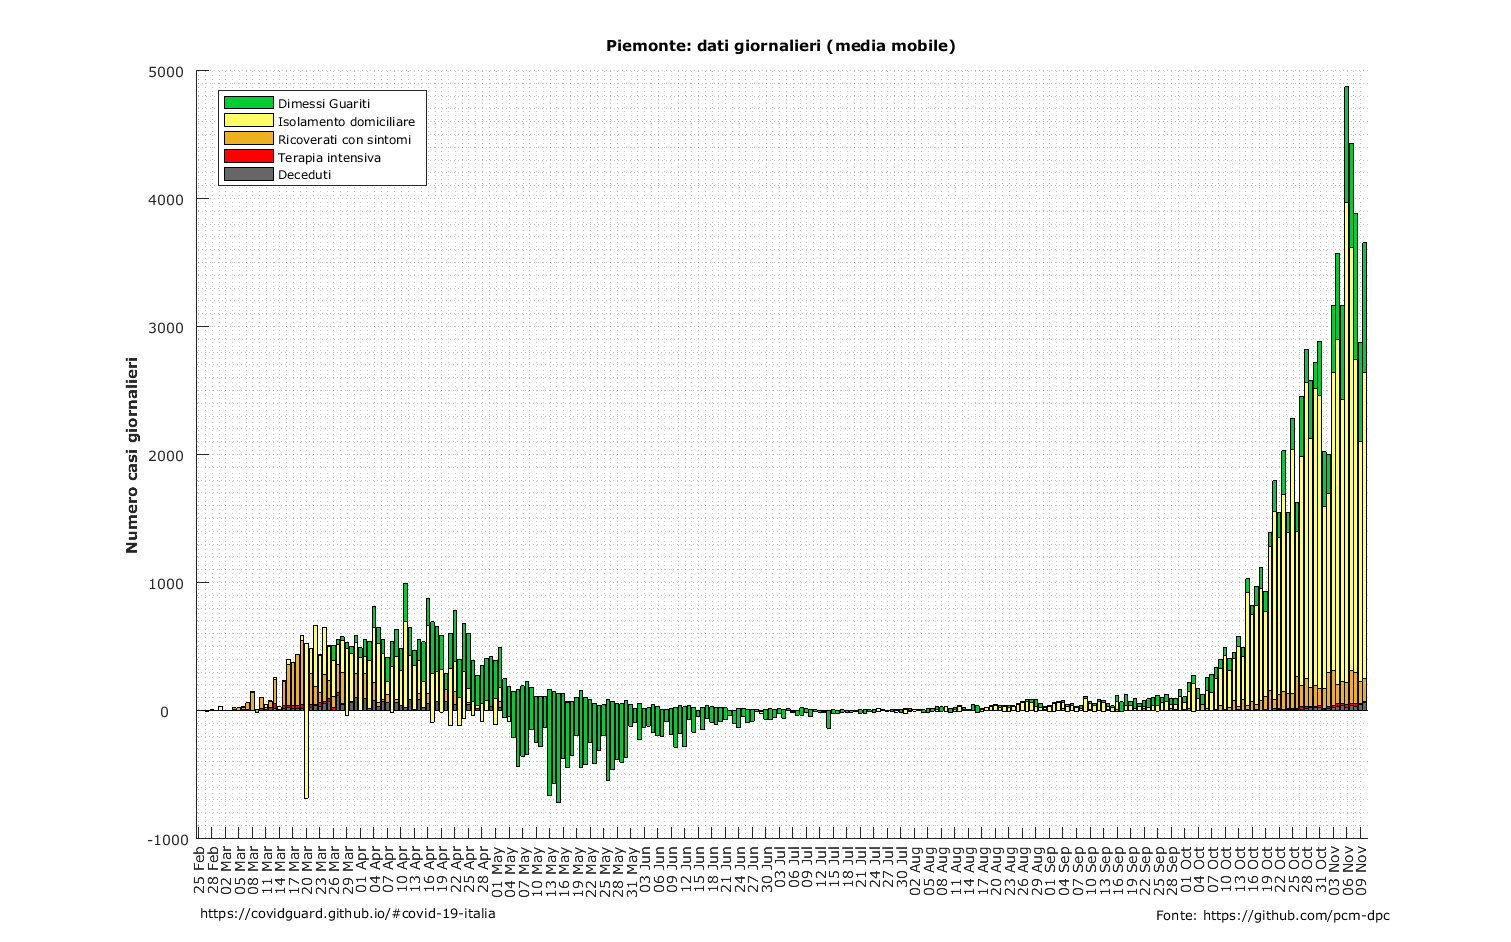 Piemonte: dati giornalieri (media mobile)
5000
4000
3000
2000
1000
0
-1000
Numero casi giornalieri
Dimessi Guariti
Isolamento domiciliare
Ricoverati con sintomi
Terapia intensiva
Deceduti
25 Feb
28 Feb
02 Mar
05 Mar
08 Mar
11 Mar
14 Mar
17 Mar
20 Mar
23 Mar
26 Mar
29 Mar
01 Apr
04 Apr
07 Apr
10 Apr
13 Apr
16 Apr
19 Apr
22 Apr
25 Apr
28 Apr
01 May
04 May
07 May
10 May
13 May
16 May
19 May
22 May
25 May
28 May
31 May
03 Jun
06 Jun
09 Jun
12 Jun
15 Jun
18 Jun
21 Jun
24 Jun
27 Jun
30 Jun
03 Jul
06 Jul
09 Jul
12 Jul
15 Jul
18 Jul
21 Jul
24 Jul
27 Jul
30 Jul
02 Aug
05 Aug
08 Aug
11 Aug
14 Aug
17 Aug
20 Aug
23 Aug
26 Aug
29 Aug
01 Sep
04 Sep
07 Sep
10 Sep
13 Sep
16 Sep
19 Sep
22 Sep
25 Sep
28 Sep
01 Oct
04 Oct
07 Oct
10 Oct
13 Oct
16 Oct
19 Oct
22 Oct
25 Oct
28 Oct
31 Oct
03 Nov
06 Nov
09 Nov
https://covidguard.github.io/#covid-19-italia
Fonte: https://github.com/pcm-dpc